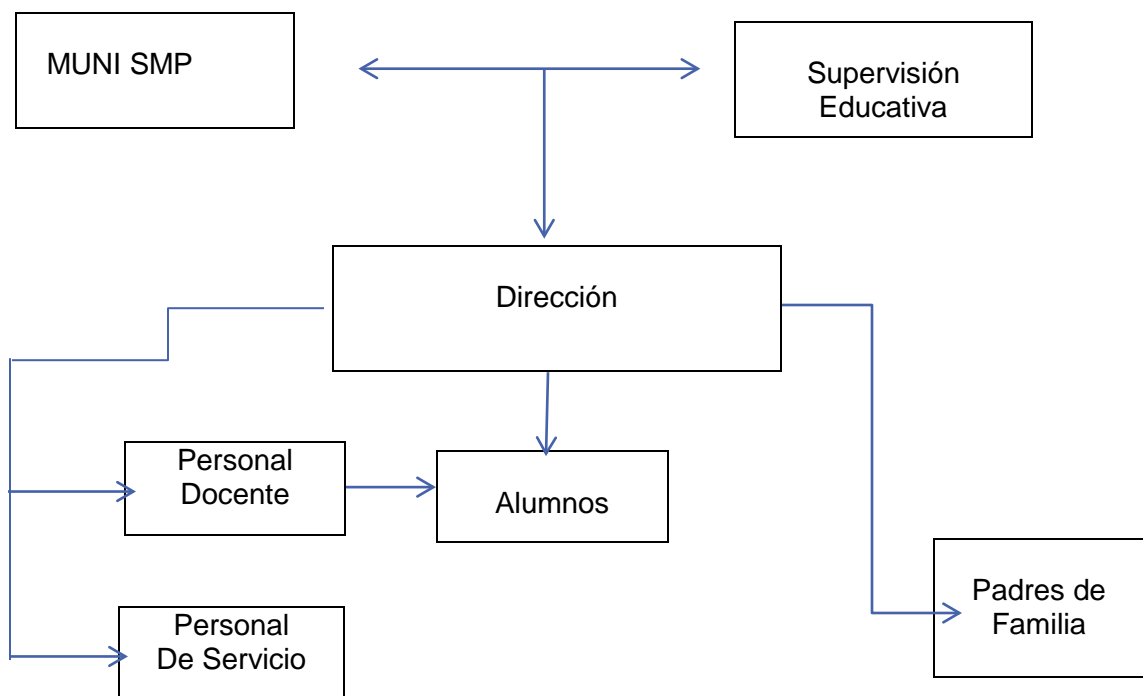 MUNI SMP
Supervisión
Educativa
Dirección
Personal
Docente
Alumnos
Padres de
Familia
Personal
De Servicio